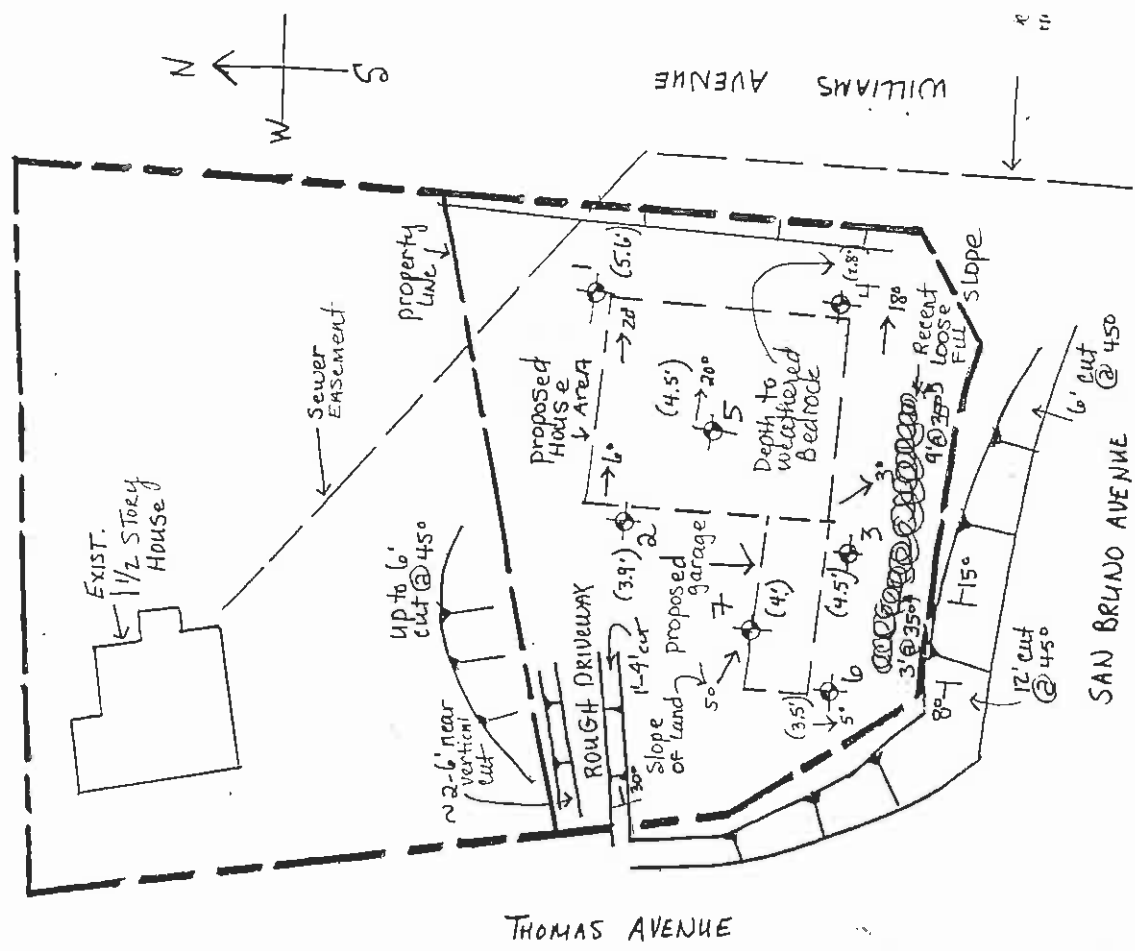 N
W
S
WILLIAMS AVENUE
EXIST.
1 1/2 STORY
HOUSE
Sewer
EASEMENT
property
LINE
up to 6'
cut @ 45°
~2-6' near
vertical
cut
ROUGH DRIVEWAY
1'-4' cut
30°
Slope
of land
5°
proposed
garage
Proposed
House
Area
1
(5.6')
20°
6°
2
(3.9')
(4.5')
20°
5
Depth to
weathered
Bedrock
(2.8')
4
18°
7
(4')
3
(4.5')
3°
6
(3.5')
5°
Recent
Loose
Fill
slope
3' @ 35°
8°
15°
12' cut
@ 45°
6' cut
@ 45°
SAN BRUNO AVENUE
THOMAS AVENUE